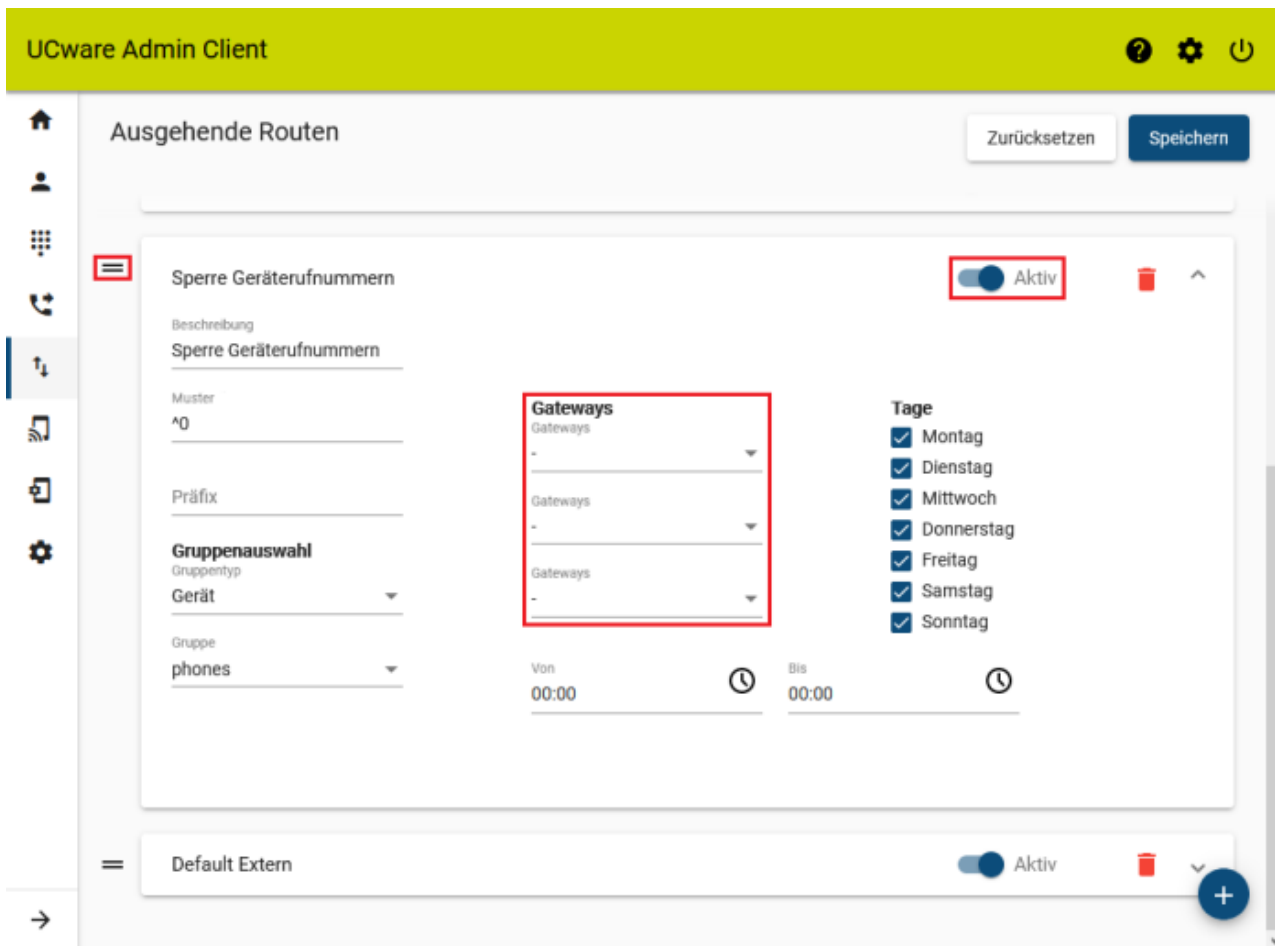 UCware Admin Client
Ausgehende Routen
Zurücksetzen
Speichern
Sperre Geräterufnummern
Aktiv
Beschreibung
Sperre Geräterufnummern
Muster
^0
Präfix
Gruppenauswahl
Gruppentyp
Gerät
Gruppe
phones
Gateways
Gateways
-
Gateways
-
Gateways
-
Tage
Montag
Dienstag
Mittwoch
Donnerstag
Freitag
Samstag
Sonntag
Von
00:00
Bis
00:00
Default Extern
Aktiv